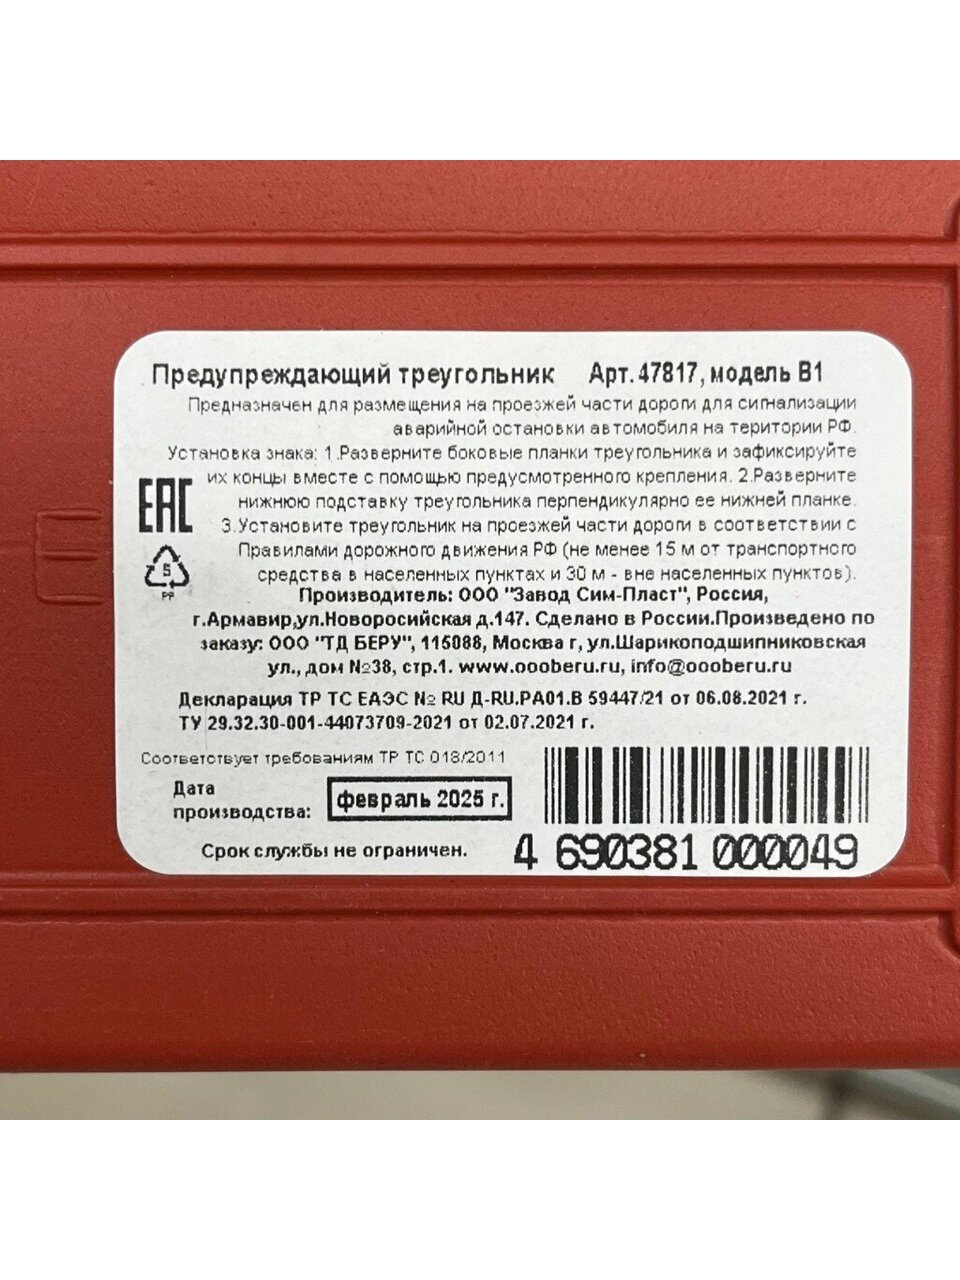 Предупреждающий треугольник Арт. 47817, модель В1
Предназначен для размещения на проезжей части дороги для сигнализации
аварийной остановки автомобиля на територии РФ.
Установка знака: 1.Разверните боковые планки треугольника и зафиксируйте
их концы вместе с помощью предусмотренного крепления. 2.Разверните
нижнюю подставку треугольника перпендикулярно ее нижней планке.
3.Установите треугольник на проезжей части дороги в соответствии с
Правилами дорожного движения РФ (не менее 15 м от транспортного
средства в населенных пунктах и 30 м - вне населенных пунктов).
ЕАС
5
PP
Производитель: ООО "Завод Сим-Пласт", Россия,
г.Армавир,ул.Новоросийская д.147. Сделано в России.Произведено по
заказу: ООО "ТД БЕРУ", 115088, Москва г, ул.Шарикоподшипниковская
ул., дом №38, стр.1. www.oooberu.ru, info@oooberu.ru
Декларация ТР ТС ЕАЭС № RU Д-RU.РА01.В 59447/21 от 06.08.2021 г.
ТУ 29.32.30-001-44073709-2021 от 02.07.2021 г.
Соответствует требованиям ТР ТС 018/2011
Дата
производства: февраль 2025 г.
Срок службы не ограничен.
4 690381 000049